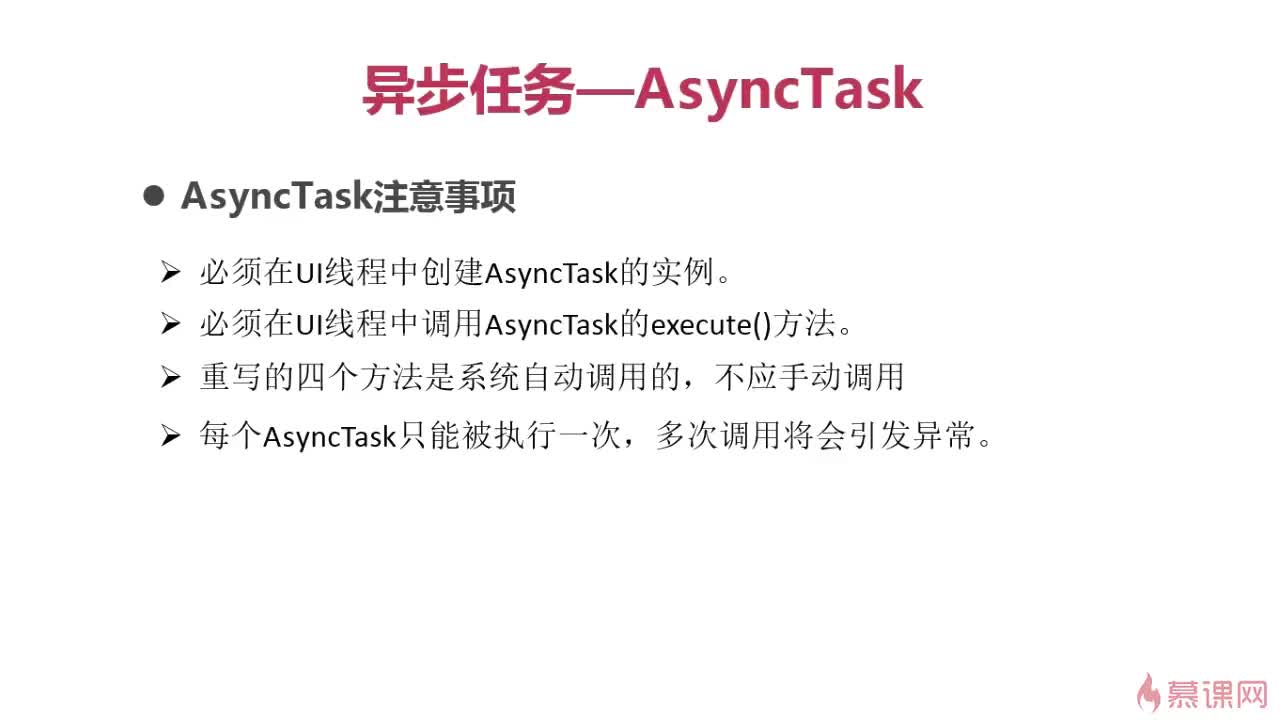 异步任务—AsyncTask
● AsyncTask注意事项
➢ 必须在UI线程中创建AsyncTask的实例。
➢ 必须在UI线程中调用AsyncTask的execute()方法。
➢ 重写的四个方法是系统自动调用的，不应手动调用
➢ 每个AsyncTask只能被执行一次，多次调用将会引发异常。
慕课网